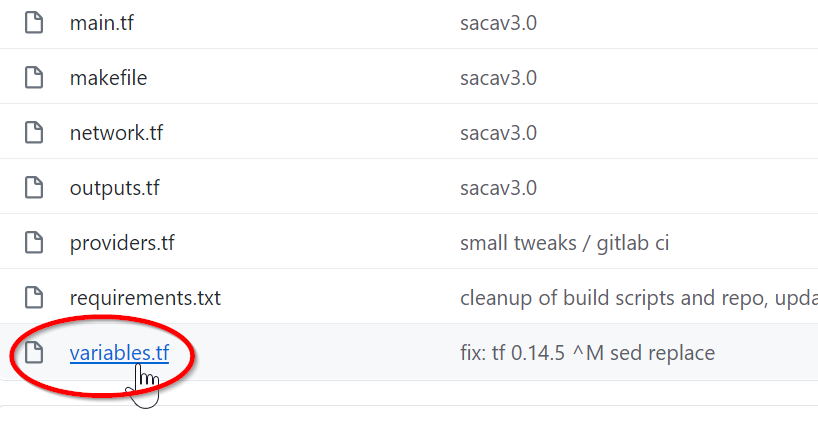 main.tf sacav3.0
makefile sacav3.0
network.tf sacav3.0
outputs.tf sacav3.0
providers.tf small tweaks / gitlab ci
requirements.txt cleanup of build scripts and repo, upda
variables.tf fix: tf 0.14.5 ^M sed replace